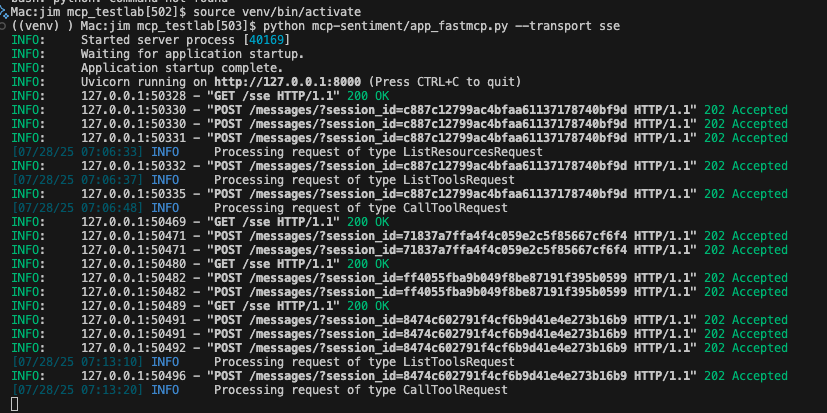 Mac:jim mcp_testlab[502]$ source venv/bin/activate
((venv) ) Mac:jim mcp_testlab[503]$ python mcp-sentiment/app_fastmcp.py --transport sse
INFO: Started server process [40169]
INFO: Waiting for application startup.
INFO: Application startup complete.
INFO: Uvicorn running on http://127.0.0.1:8000 (Press CTRL+C to quit)
INFO: 127.0.0.1:50328 - "GET /sse HTTP/1.1" 200 OK
INFO: 127.0.0.1:50330 - "POST /messages/?session_id=c887c12799ac4bfaa61137178740bf9d HTTP/1.1" 202 Accepted
INFO: 127.0.0.1:50330 - "POST /messages/?session_id=c887c12799ac4bfaa61137178740bf9d HTTP/1.1" 202 Accepted
INFO: 127.0.0.1:50331 - "POST /messages/?session_id=c887c12799ac4bfaa61137178740bf9d HTTP/1.1" 202 Accepted
[07/28/25 07:06:33] INFO Processing request of type ListResourcesRequest
INFO: 127.0.0.1:50332 - "POST /messages/?session_id=c887c12799ac4bfaa61137178740bf9d HTTP/1.1" 202 Accepted
[07/28/25 07:06:37] INFO Processing request of type ListToolsRequest
INFO: 127.0.0.1:50335 - "POST /messages/?session_id=c887c12799ac4bfaa61137178740bf9d HTTP/1.1" 202 Accepted
[07/28/25 07:06:48] INFO Processing request of type CallToolRequest
INFO: 127.0.0.1:50469 - "GET /sse HTTP/1.1" 200 OK
INFO: 127.0.0.1:50471 - "POST /messages/?session_id=71837a7ffa4f4c059e2c5f85667cf6f4 HTTP/1.1" 202 Accepted
INFO: 127.0.0.1:50471 - "POST /messages/?session_id=71837a7ffa4f4c059e2c5f85667cf6f4 HTTP/1.1" 202 Accepted
INFO: 127.0.0.1:50480 - "GET /sse HTTP/1.1" 200 OK
INFO: 127.0.0.1:50482 - "POST /messages/?session_id=ff4055fba9b049f8be87191f395b0599 HTTP/1.1" 202 Accepted
INFO: 127.0.0.1:50482 - "POST /messages/?session_id=ff4055fba9b049f8be87191f395b0599 HTTP/1.1" 202 Accepted
INFO: 127.0.0.1:50489 - "GET /sse HTTP/1.1" 200 OK
INFO: 127.0.0.1:50491 - "POST /messages/?session_id=8474c602791f4cf6b9d41e4e273b16b9 HTTP/1.1" 202 Accepted
INFO: 127.0.0.1:50491 - "POST /messages/?session_id=8474c602791f4cf6b9d41e4e273b16b9 HTTP/1.1" 202 Accepted
INFO: 127.0.0.1:50492 - "POST /messages/?session_id=8474c602791f4cf6b9d41e4e273b16b9 HTTP/1.1" 202 Accepted
[07/28/25 07:13:10] INFO Processing request of type ListToolsRequest
INFO: 127.0.0.1:50496 - "POST /messages/?session_id=8474c602791f4cf6b9d41e4e273b16b9 HTTP/1.1" 202 Accepted
[07/28/25 07:13:20] INFO Processing request of type CallToolRequest